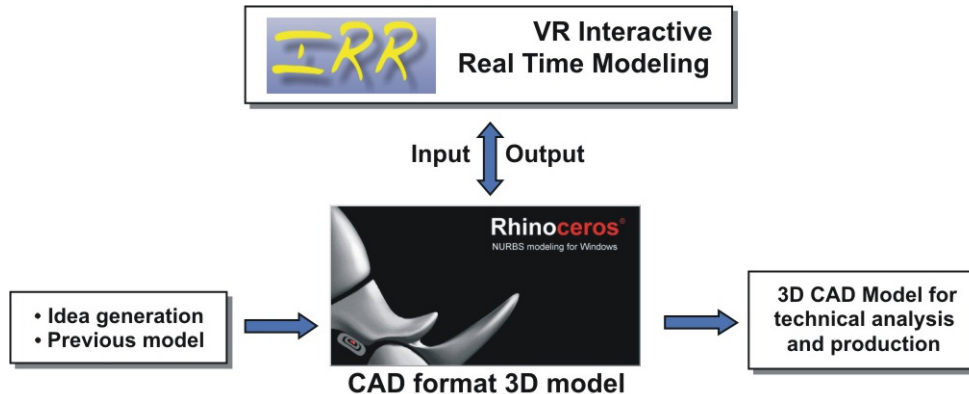 IRR
VR Interactive
Real Time Modeling
Input Output
Rhinoceros®
NURBS modeling for Windows
• Idea generation
• Previous model
3D CAD Model for
technical analysis
and production
CAD format 3D model